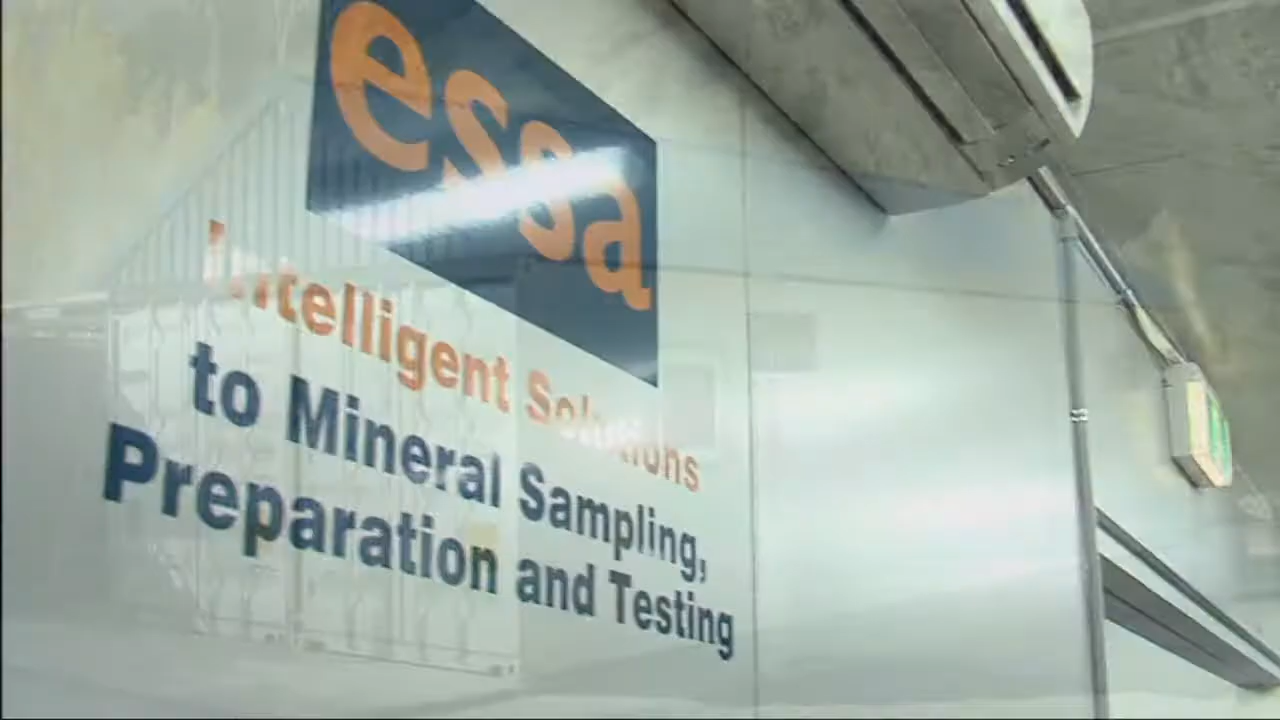 essa
Intelligent Solutions
to Mineral Sampling,
Preparation and Testing